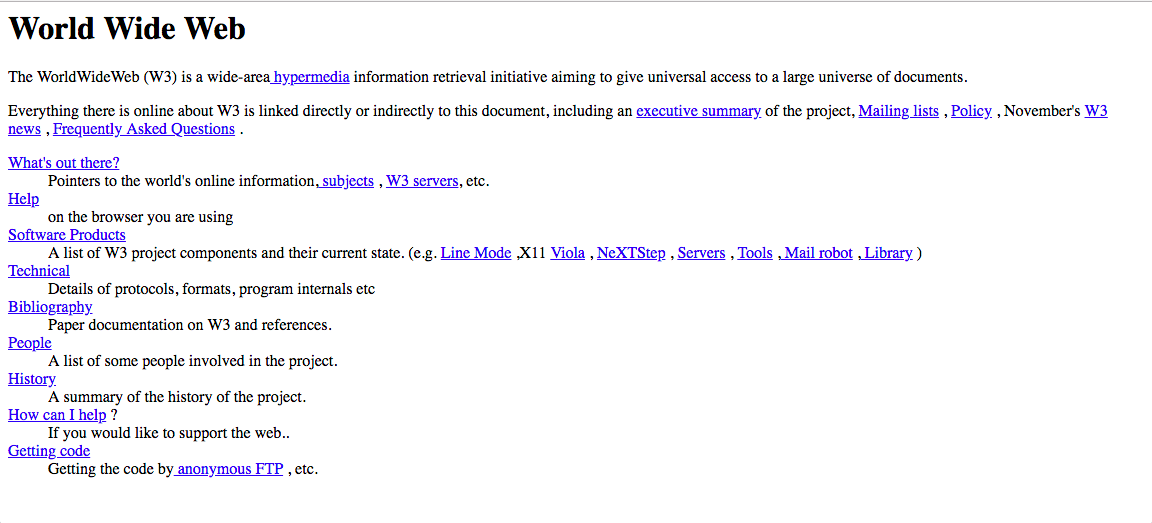 World Wide Web
The WorldWideWeb (W3) is a wide-area hypermedia information retrieval initiative aiming to give universal access to a large universe of documents.
Everything there is online about W3 is linked directly or indirectly to this document, including an executive summary of the project, Mailing lists , Policy , November's W3
news , Frequently Asked Questions .
What's out there?
Pointers to the world's online information, subjects , W3 servers, etc.
Help
on the browser you are using
Software Products
A list of W3 project components and their current state. (e.g. Line Mode ,X11 Viola , NeXTStep , Servers , Tools , Mail robot , Library )
Technical
Details of protocols, formats, program internals etc
Bibliography
Paper documentation on W3 and references.
People
A list of some people involved in the project.
History
A summary of the history of the project.
How can I help ?
If you would like to support the web..
Getting code
Getting the code by anonymous FTP , etc.